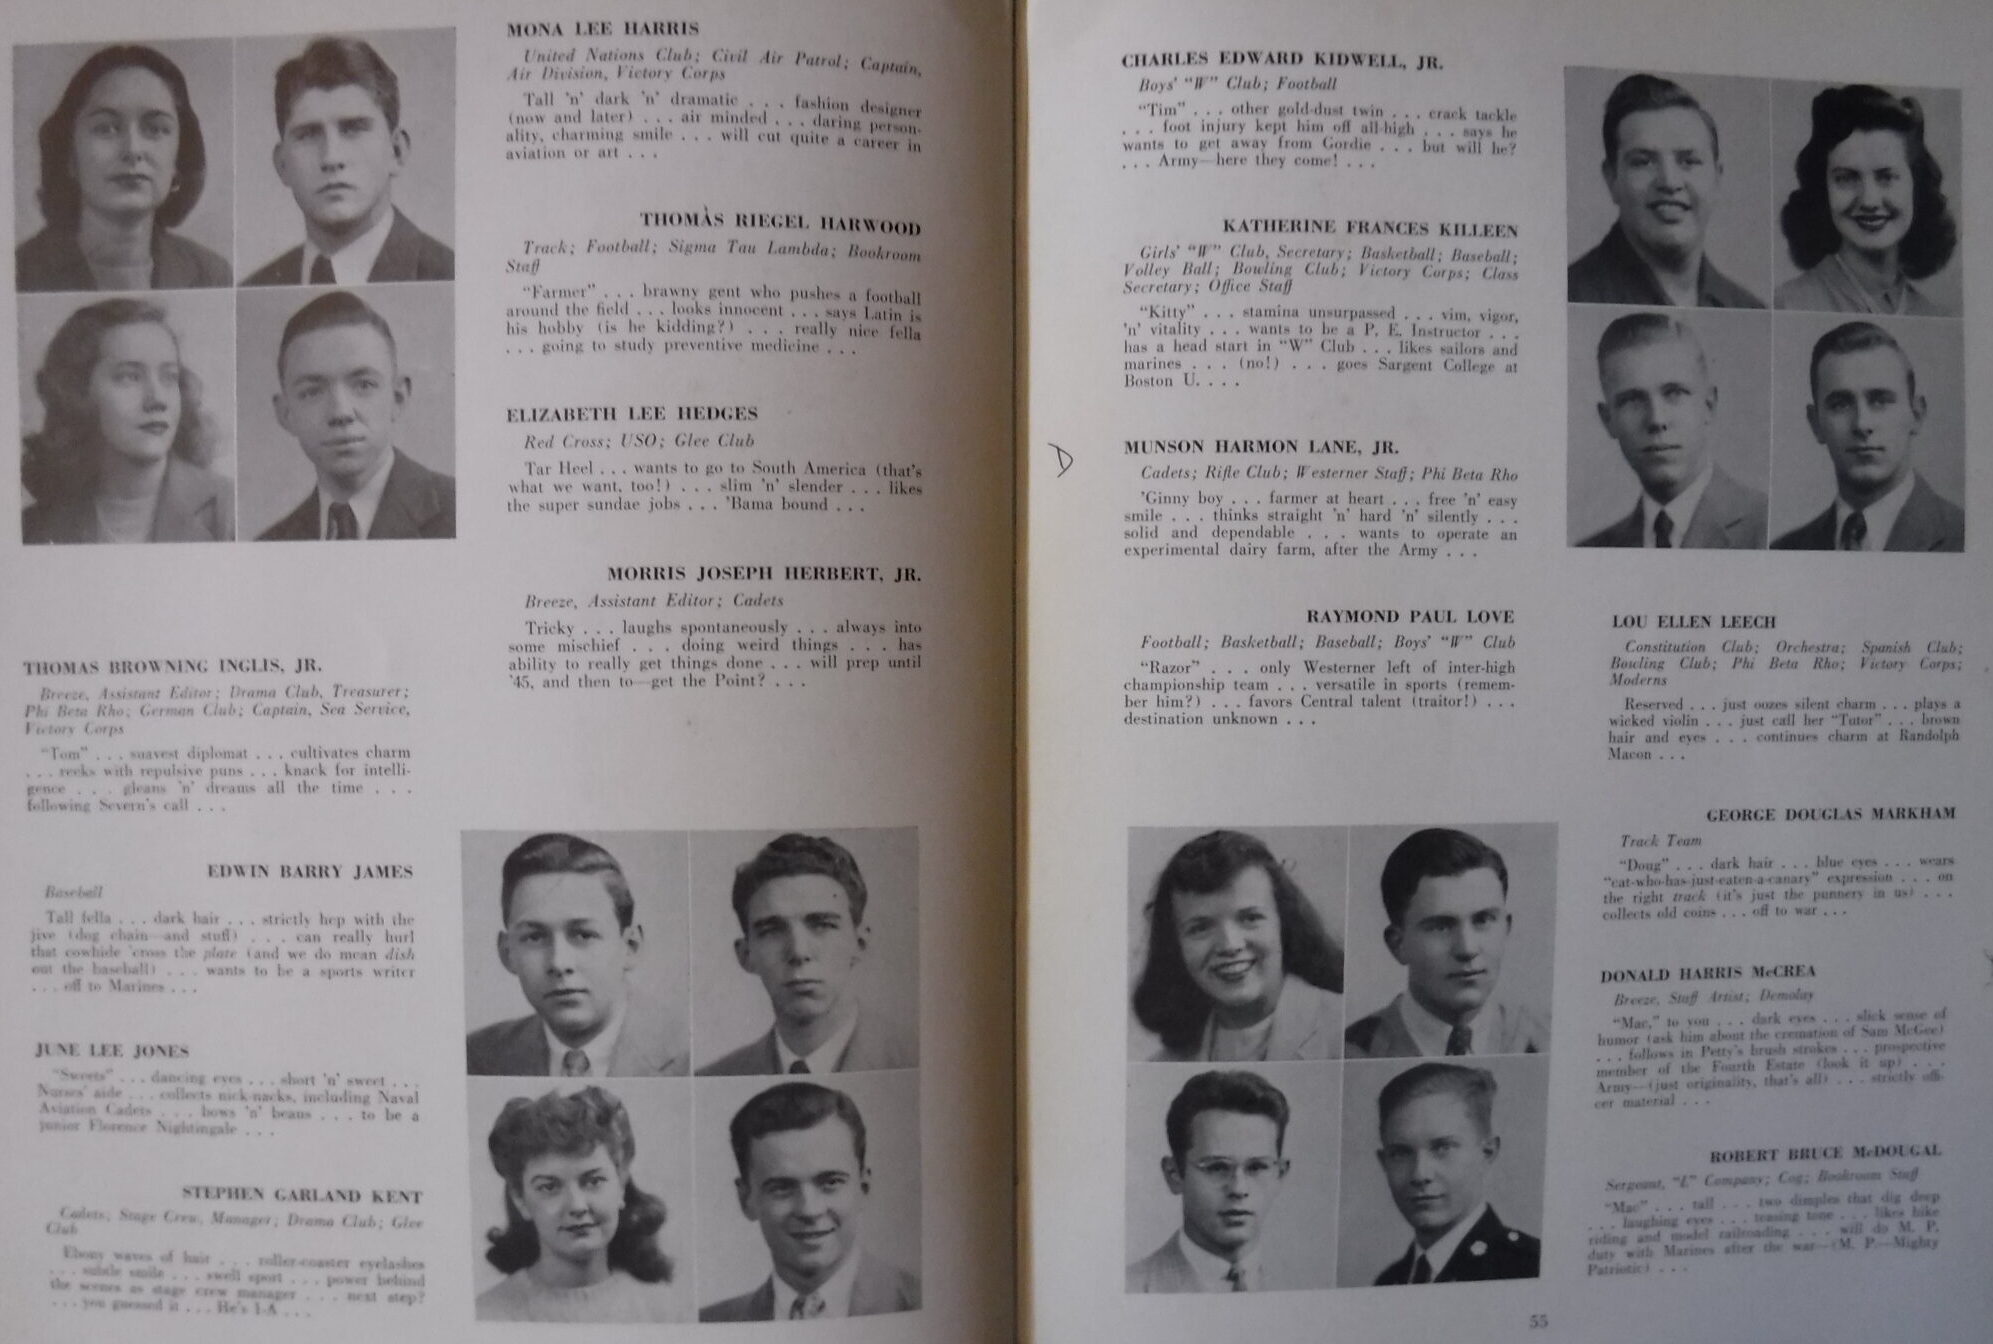 MONA LEE HARRIS
United Nations Club; Civil Air Patrol; Captain,
Air Division, Victory Corps
Tall 'n' dark 'n' dramatic . . . fashion designer
(now and later) . . . air minded . . . daring person-
ality, charming smile . . . will cut quite a career in
aviation or art . . .
THOMAS RIEGEL HARWOOD
Track; Football; Sigma Tau Lambda; Bookroom
Staff
"Farmer" . . . brawny gent who pushes a football
around the field . . . looks innocent . . . says Latin is
his hobby (is he kidding?) . . . really nice fella
. . . going to study preventive medicine . . .
ELIZABETH LEE HEDGES
Red Cross; USO; Glee Club
Tar Heel . . . wants to go to South America (that's
what we want, too!) . . . slim 'n' slender . . . likes
the super sundae jobs . . . 'Bama bound . . .
MORRIS JOSEPH HERBERT, JR.
Breeze, Assistant Editor; Cadets
Tricky . . . laughs spontaneously . . . always into
some mischief . . . doing weird things . . . has
ability to really get things done . . . will prep until
'45, and then to—get the Point? . . .
THOMAS BROWNING INGLIS, JR.
Breeze, Assistant Editor; Drama Club, Treasurer;
Phi Beta Rho; German Club; Captain, Sea Service,
Victory Corps
"Tom" . . . suavest diplomat . . . cultivates charm
. . . reeks with repulsive puns . . . knack for intelli-
gence . . . gleans 'n' dreams all the time . . .
following Severn's call . . .
EDWIN BARRY JAMES
Baseball
Tall fella . . . dark hair . . . strictly hep with the
jive (dog chain—and stuff) . . . can really hurl
that cowhide 'cross the plate (and we do mean dish
out the baseball) . . . wants to be a sports writer
. . . off to Marines . . .
JUNE LEE JONES
"Sweets" . . . dancing eyes . . . short 'n' sweet . . .
Nurses' aide . . . collects nick-nacks, including Naval
Aviation Cadets . . . bows 'n' beaus . . . to be a
junior Florence Nightingale . . .
STEPHEN GARLAND KENT
Cadets, Stage Crew, Manager; Drama Club; Glee
Club
Ebony waves of hair . . . roller-coaster eyelashes
. . . subtle smile . . . swell sport . . . power behind
the scenes as stage crew manager . . . next step?
. . . you guessed it . . . He's 1-A . . .
CHARLES EDWARD KIDWELL, JR.
Boys' "W" Club; Football
"Tim" . . . other gold-dust twin . . . crack tackle
. . . foot injury kept him off all-high . . . says he
wants to get away from Gordie . . . but will he?
. . . Army—here they come! . . .
KATHERINE FRANCES KILLEEN
Girls' "W" Club, Secretary; Basketball; Baseball;
Volley Ball; Bowling Club; Victory Corps; Class
Secretary; Office Staff
"Kitty" . . . stamina unsurpassed . . . vim, vigor,
'n' vitality . . . wants to be a P. E. Instructor . . .
has a head start in "W" Club . . . likes sailors and
marines . . . (no!) . . . goes Sargent College at
Boston U. . . .
D
MUNSON HARMON LANE, JR.
Cadets; Rifle Club; Westerner Staff; Phi Beta Rho
'Ginny boy . . . farmer at heart . . . free 'n' easy
smile . . . thinks straight 'n' hard 'n' silently . . .
solid and dependable . . . wants to operate an
experimental dairy farm, after the Army . . .
RAYMOND PAUL LOVE
Football; Basketball; Baseball; Boys' "W" Club
"Razor" . . . only Westerner left of inter-high
championship team . . . versatile in sports (remem-
ber him?) . . . favors Central talent (traitor!) . . .
destination unknown . . .
LOU ELLEN LEECH
Constitution Club; Orchestra; Spanish Club;
Bowling Club; Phi Beta Rho; Victory Corps;
Moderns
Reserved . . . just oozes silent charm . . . plays a
wicked violin . . . just call her "Tutor" . . . brown
hair and eyes . . . continues charm at Randolph
Macon . . .
GEORGE DOUGLAS MARKHAM
Track Team
"Doug" . . . dark hair . . . blue eyes . . . wears
"cat-who-has-just-eaten-a-canary" expression . . . on
the right track (it's just the punners in us) . . .
collects old coins . . . off to war . . .
DONALD HARRIS McCREA
Breeze, Staff Artist; Demolay
"Mac," to you . . . dark eyes . . . slick sense of
humor (ask him about the cremation of Sam McGee)
. . . follows in Petty's brush strokes . . . prospective
member of the Fourth Estate (look it up) . . .
Army—(just originality, that's all) . . . strictly offi-
cer material . . .
ROBERT BRUCE McDOUGAL
Sergeant, "L" Company; Cog; Bookroom Staff
"Mac" . . . tall . . . two dimples that dig deep
. . . laughing eyes . . . teasing tone . . . likes bike
riding and model railroading . . . will do M. P.
duty with Marines after the war—(M. P.—Mighty
Patriotic) . . .
55